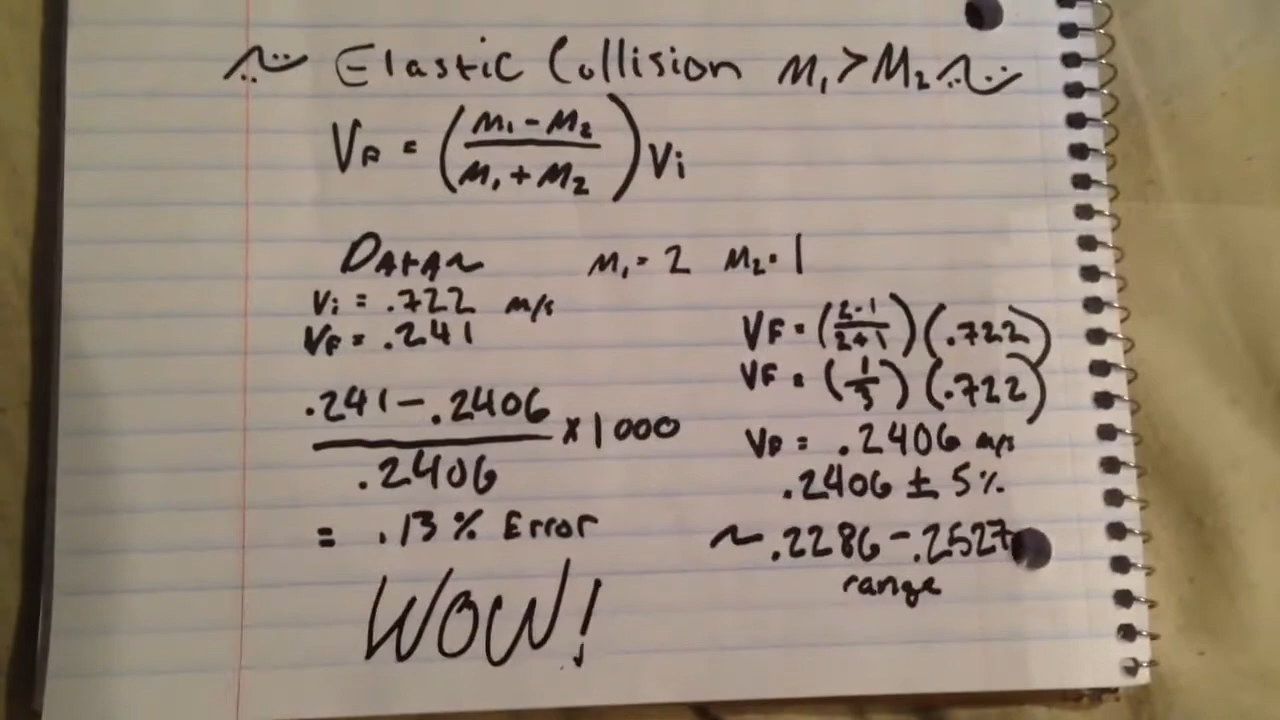 ~ Elastic Collision M₁>M₂ ~
VF = (M₁-M₂ / M₁+M₂) Vi
DATA~ M₁=2 M₂=1
Vi = .722 m/s
VF = .241
.241-.2406 / .2406 x 1000
= .13% Error
WOW!
VF = (2-1 / 2+1)(.722)
VF = (1/3)(.722)
VF = .2406 m/s
.2406 ± 5%
~.2286-.2527
range